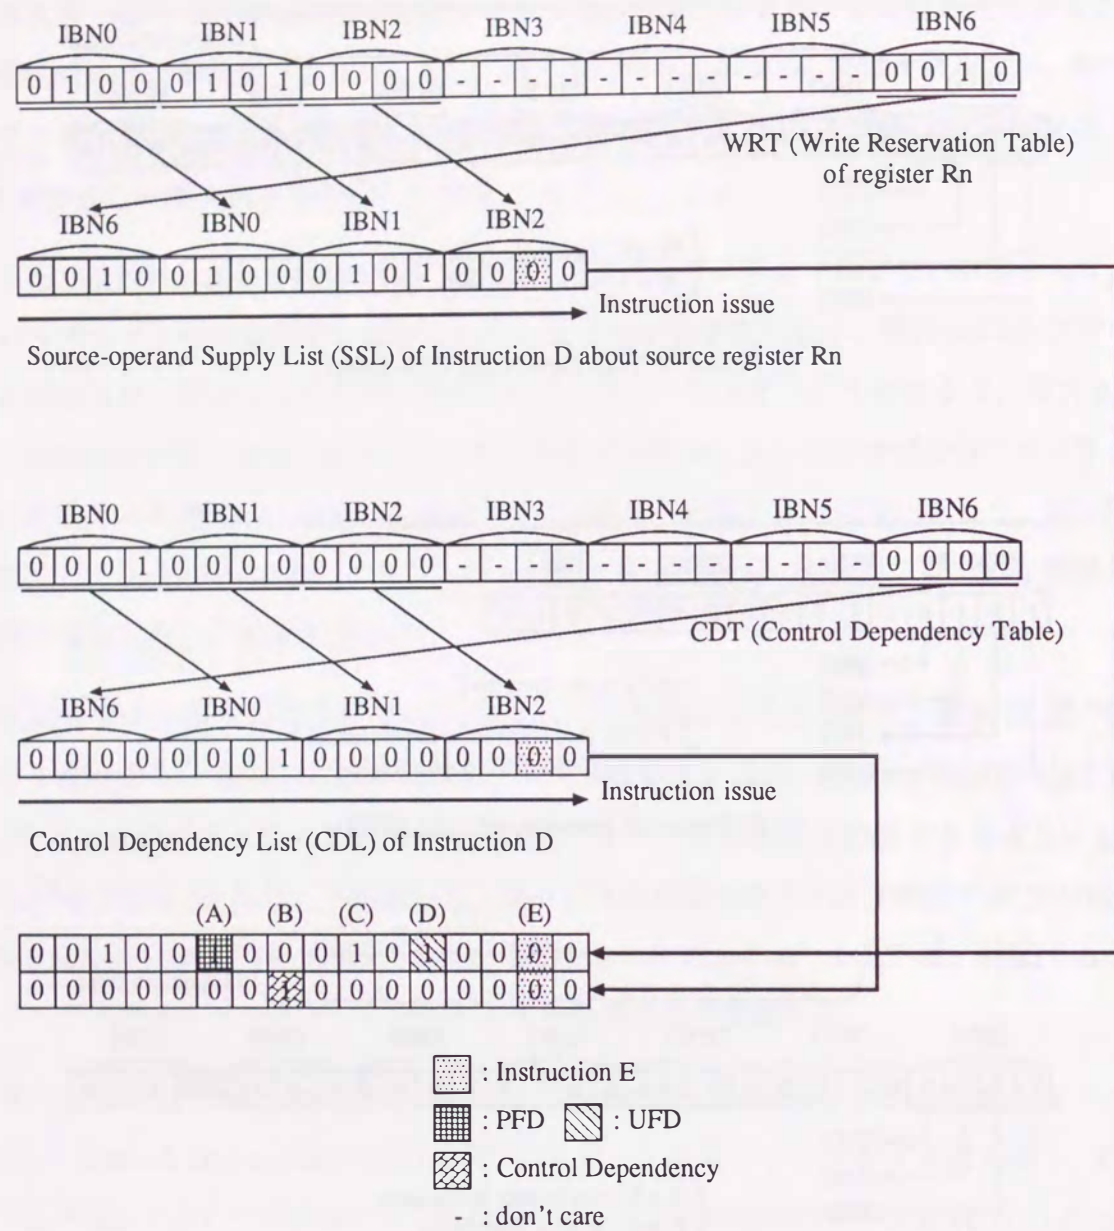 IBN0 IBN1 IBN2 IBN3 IBN4 IBN5 IBN6
0 1 0 0 0 1 0 1 0 0 0 0 - - - - - - - - - - - - 0 0 1 0
WRT (Write Reservation Table)
of register Rn
IBN6 IBN0 IBN1 IBN2
0 0 1 0 0 1 0 0 0 1 0 1 0 0 0 0
Instruction issue
Source-operand Supply List (SSL) of Instruction D about source register Rn
IBN0 IBN1 IBN2 IBN3 IBN4 IBN5 IBN6
0 0 0 1 0 0 0 0 0 0 0 0 - - - - - - - - - - - - 0 0 0 0
CDT (Control Dependency Table)
IBN6 IBN0 IBN1 IBN2
0 0 0 0 0 0 0 1 0 0 0 0 0 0 0 0
Instruction issue
Control Dependency List (CDL) of Instruction D
(A) (B) (C) (D) (E)
0 0 1 0 0 1 0 0 0 1 0 1 0 0 0 0
0 0 0 0 0 0 0 1 0 0 0 0 0 0 0 0
: Instruction E
: PFD : UFD
: Control Dependency
- : don't care